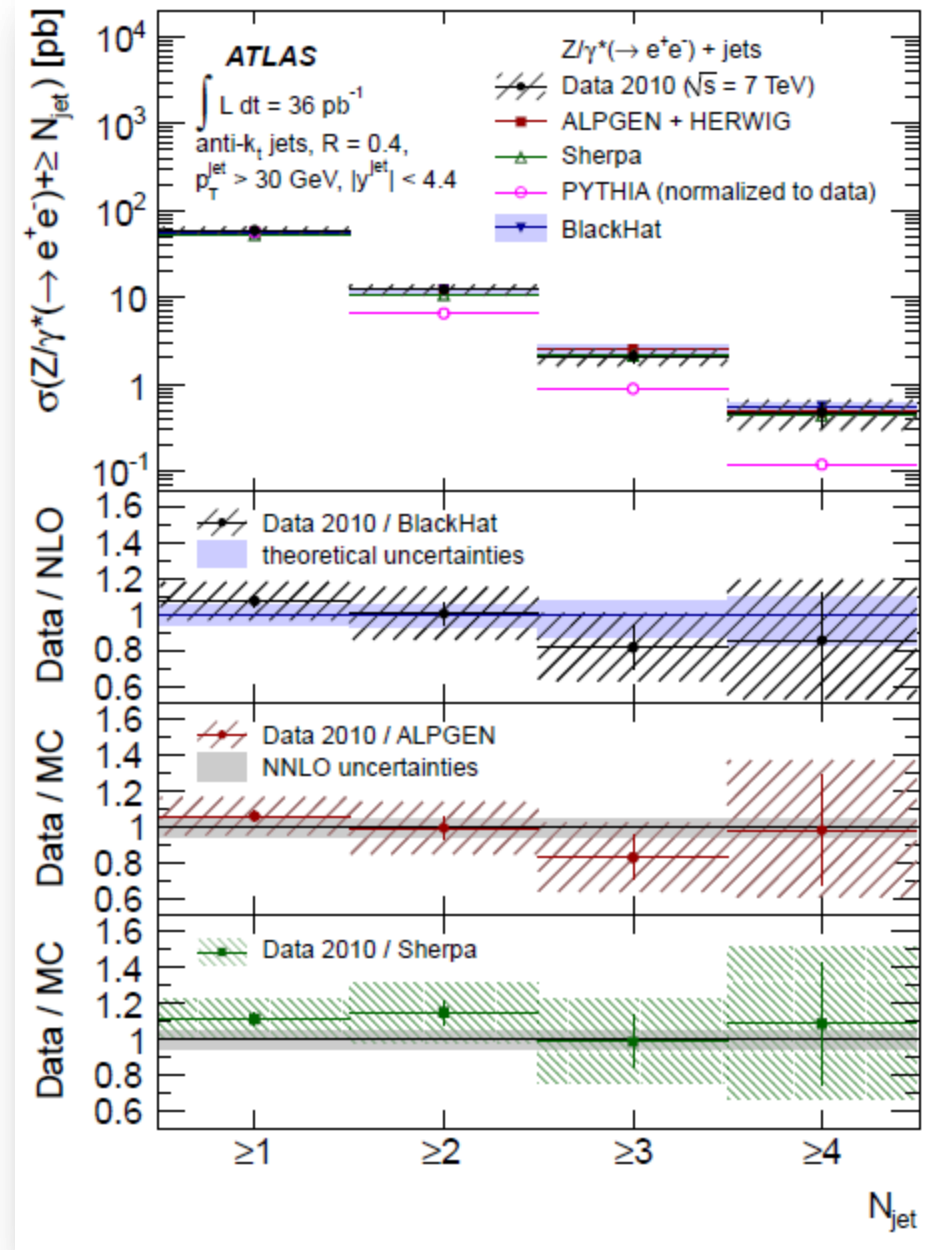 σ(Z/γ*(→ e⁺e⁻)+≥ N_jet) [pb]
10⁴
10³
10²
10
1
10⁻¹
ATLAS
∫ L dt = 36 pb⁻¹
anti-k_t jets, R = 0.4,
p_T^jet > 30 GeV, |y^jet| < 4.4
Z/γ*(→ e⁺e⁻) + jets
Data 2010 (√s = 7 TeV)
ALPGEN + HERWIG
Sherpa
PYTHIA (normalized to data)
BlackHat
Data / NLO
1.6
1.4
1.2
1
0.8
0.6
Data 2010 / BlackHat
theoretical uncertainties
Data / MC
1.6
1.4
1.2
1
0.8
0.6
Data 2010 / ALPGEN
NNLO uncertainties
Data / MC
1.6
1.4
1.2
1
0.8
0.6
Data 2010 / Sherpa
≥1 ≥2 ≥3 ≥4
N_jet